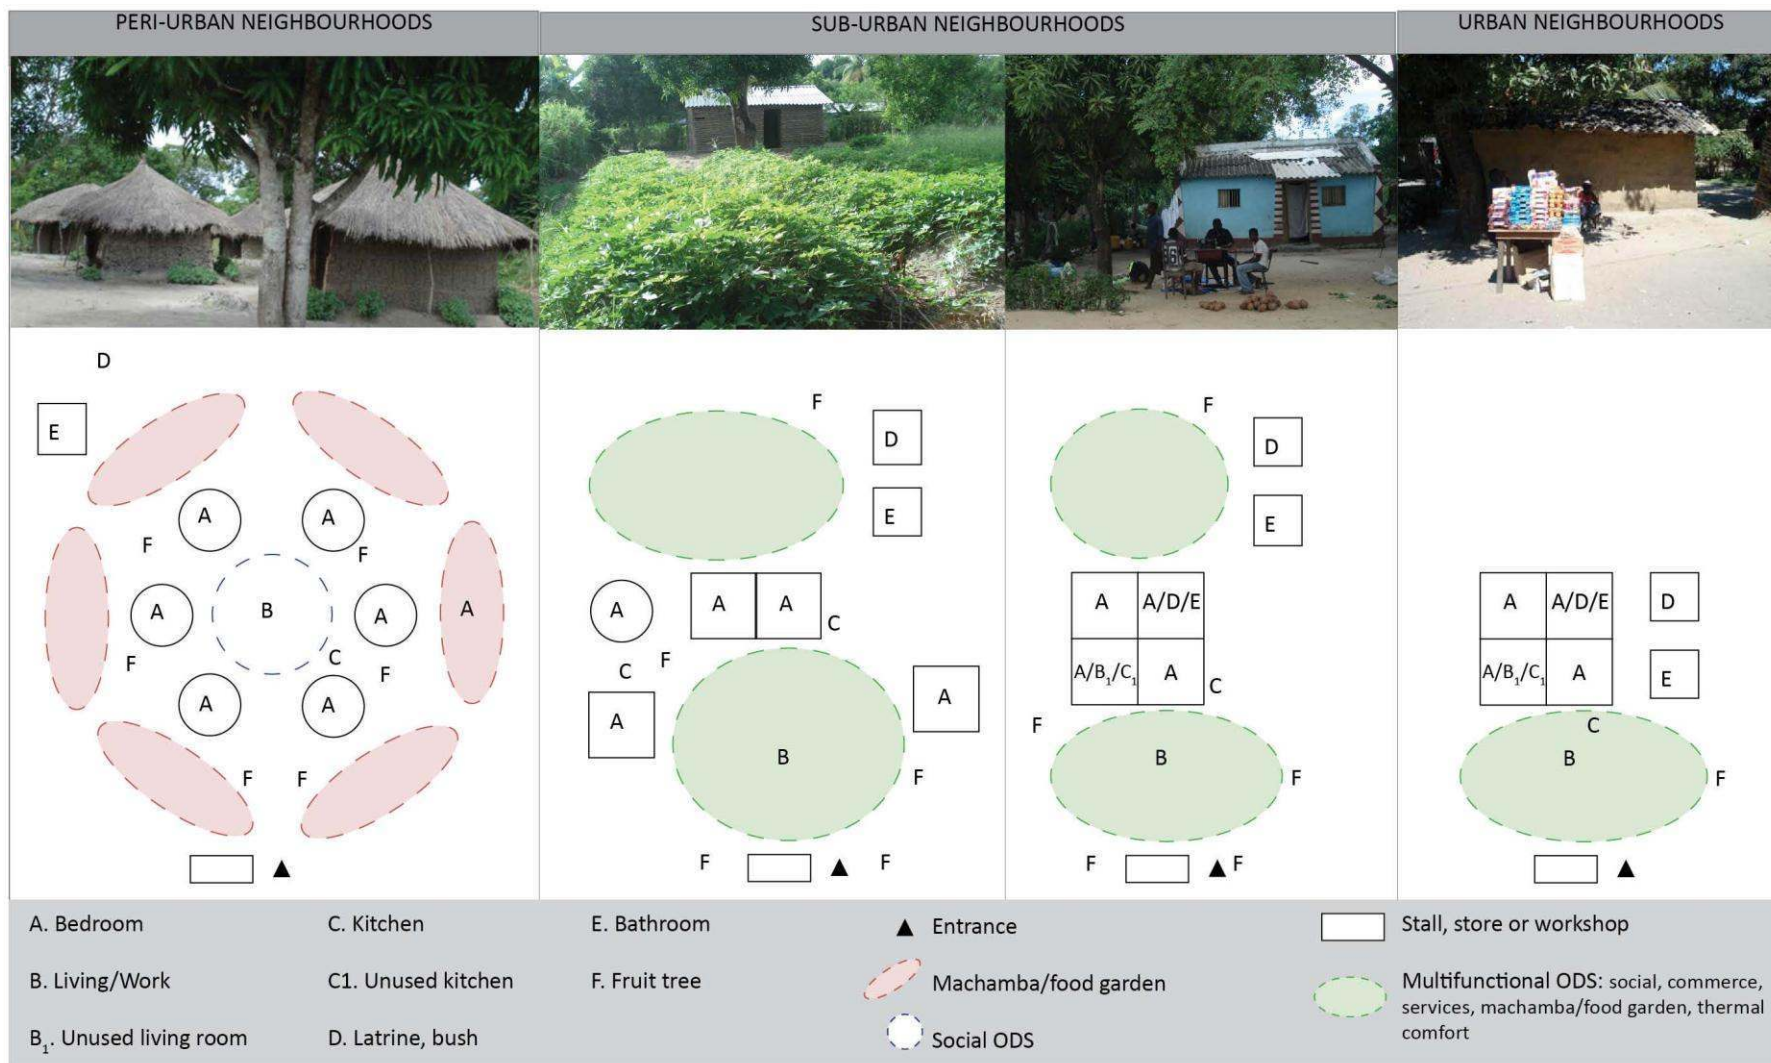 PERI-URBAN NEIGHBOURHOODS
SUB-URBAN NEIGHBOURHOODS
URBAN NEIGHBOURHOODS
D
E
A
A
F
F
A
B
A
A
F
C
F
A
A
F
F
F
D
E
A
A
A
C
C
F
A
A
B
F
F
F
F
D
E
A
A/D/E
A/B₁/C₁
A
C
F
B
F
F
F
A
A/D/E
D
A/B₁/C₁
A
E
C
B
F
A. Bedroom
B. Living/Work
B₁. Unused living room
C. Kitchen
C1. Unused kitchen
D. Latrine, bush
E. Bathroom
F. Fruit tree
Entrance
Machamba/food garden
Social ODS
Stall, store or workshop
Multifunctional ODS: social, commerce,
services, machamba/food garden, thermal
comfort